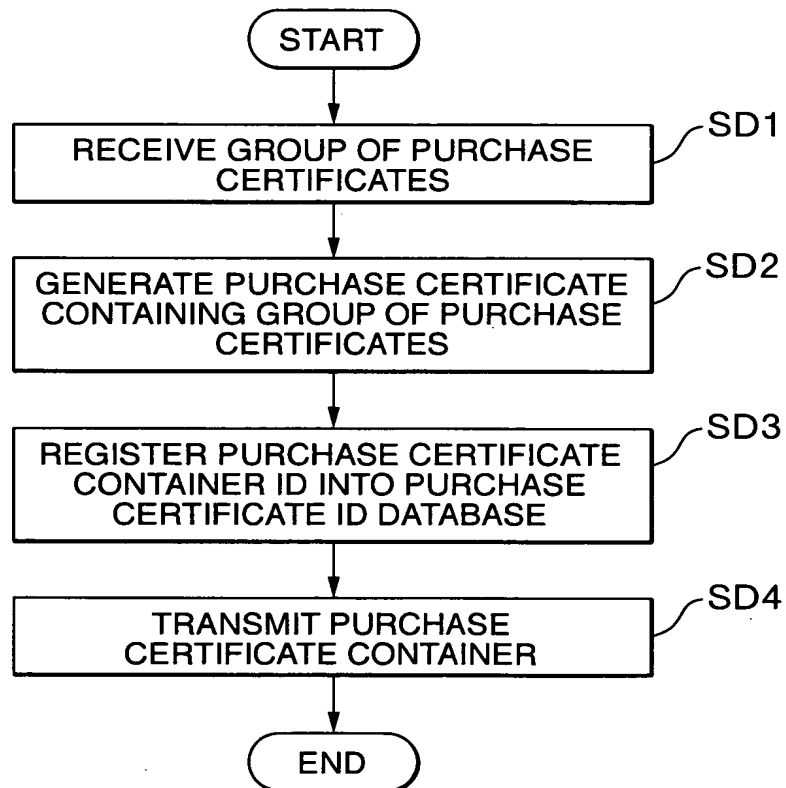 START
RECEIVE GROUP OF PURCHASE
CERTIFICATES
SD1
GENERATE PURCHASE CERTIFICATE
CONTAINING GROUP OF PURCHASE
CERTIFICATES
SD2
REGISTER PURCHASE CERTIFICATE
CONTAINER ID INTO PURCHASE
CERTIFICATE ID DATABASE
SD3
TRANSMIT PURCHASE
CERTIFICATE CONTAINER
SD4
END